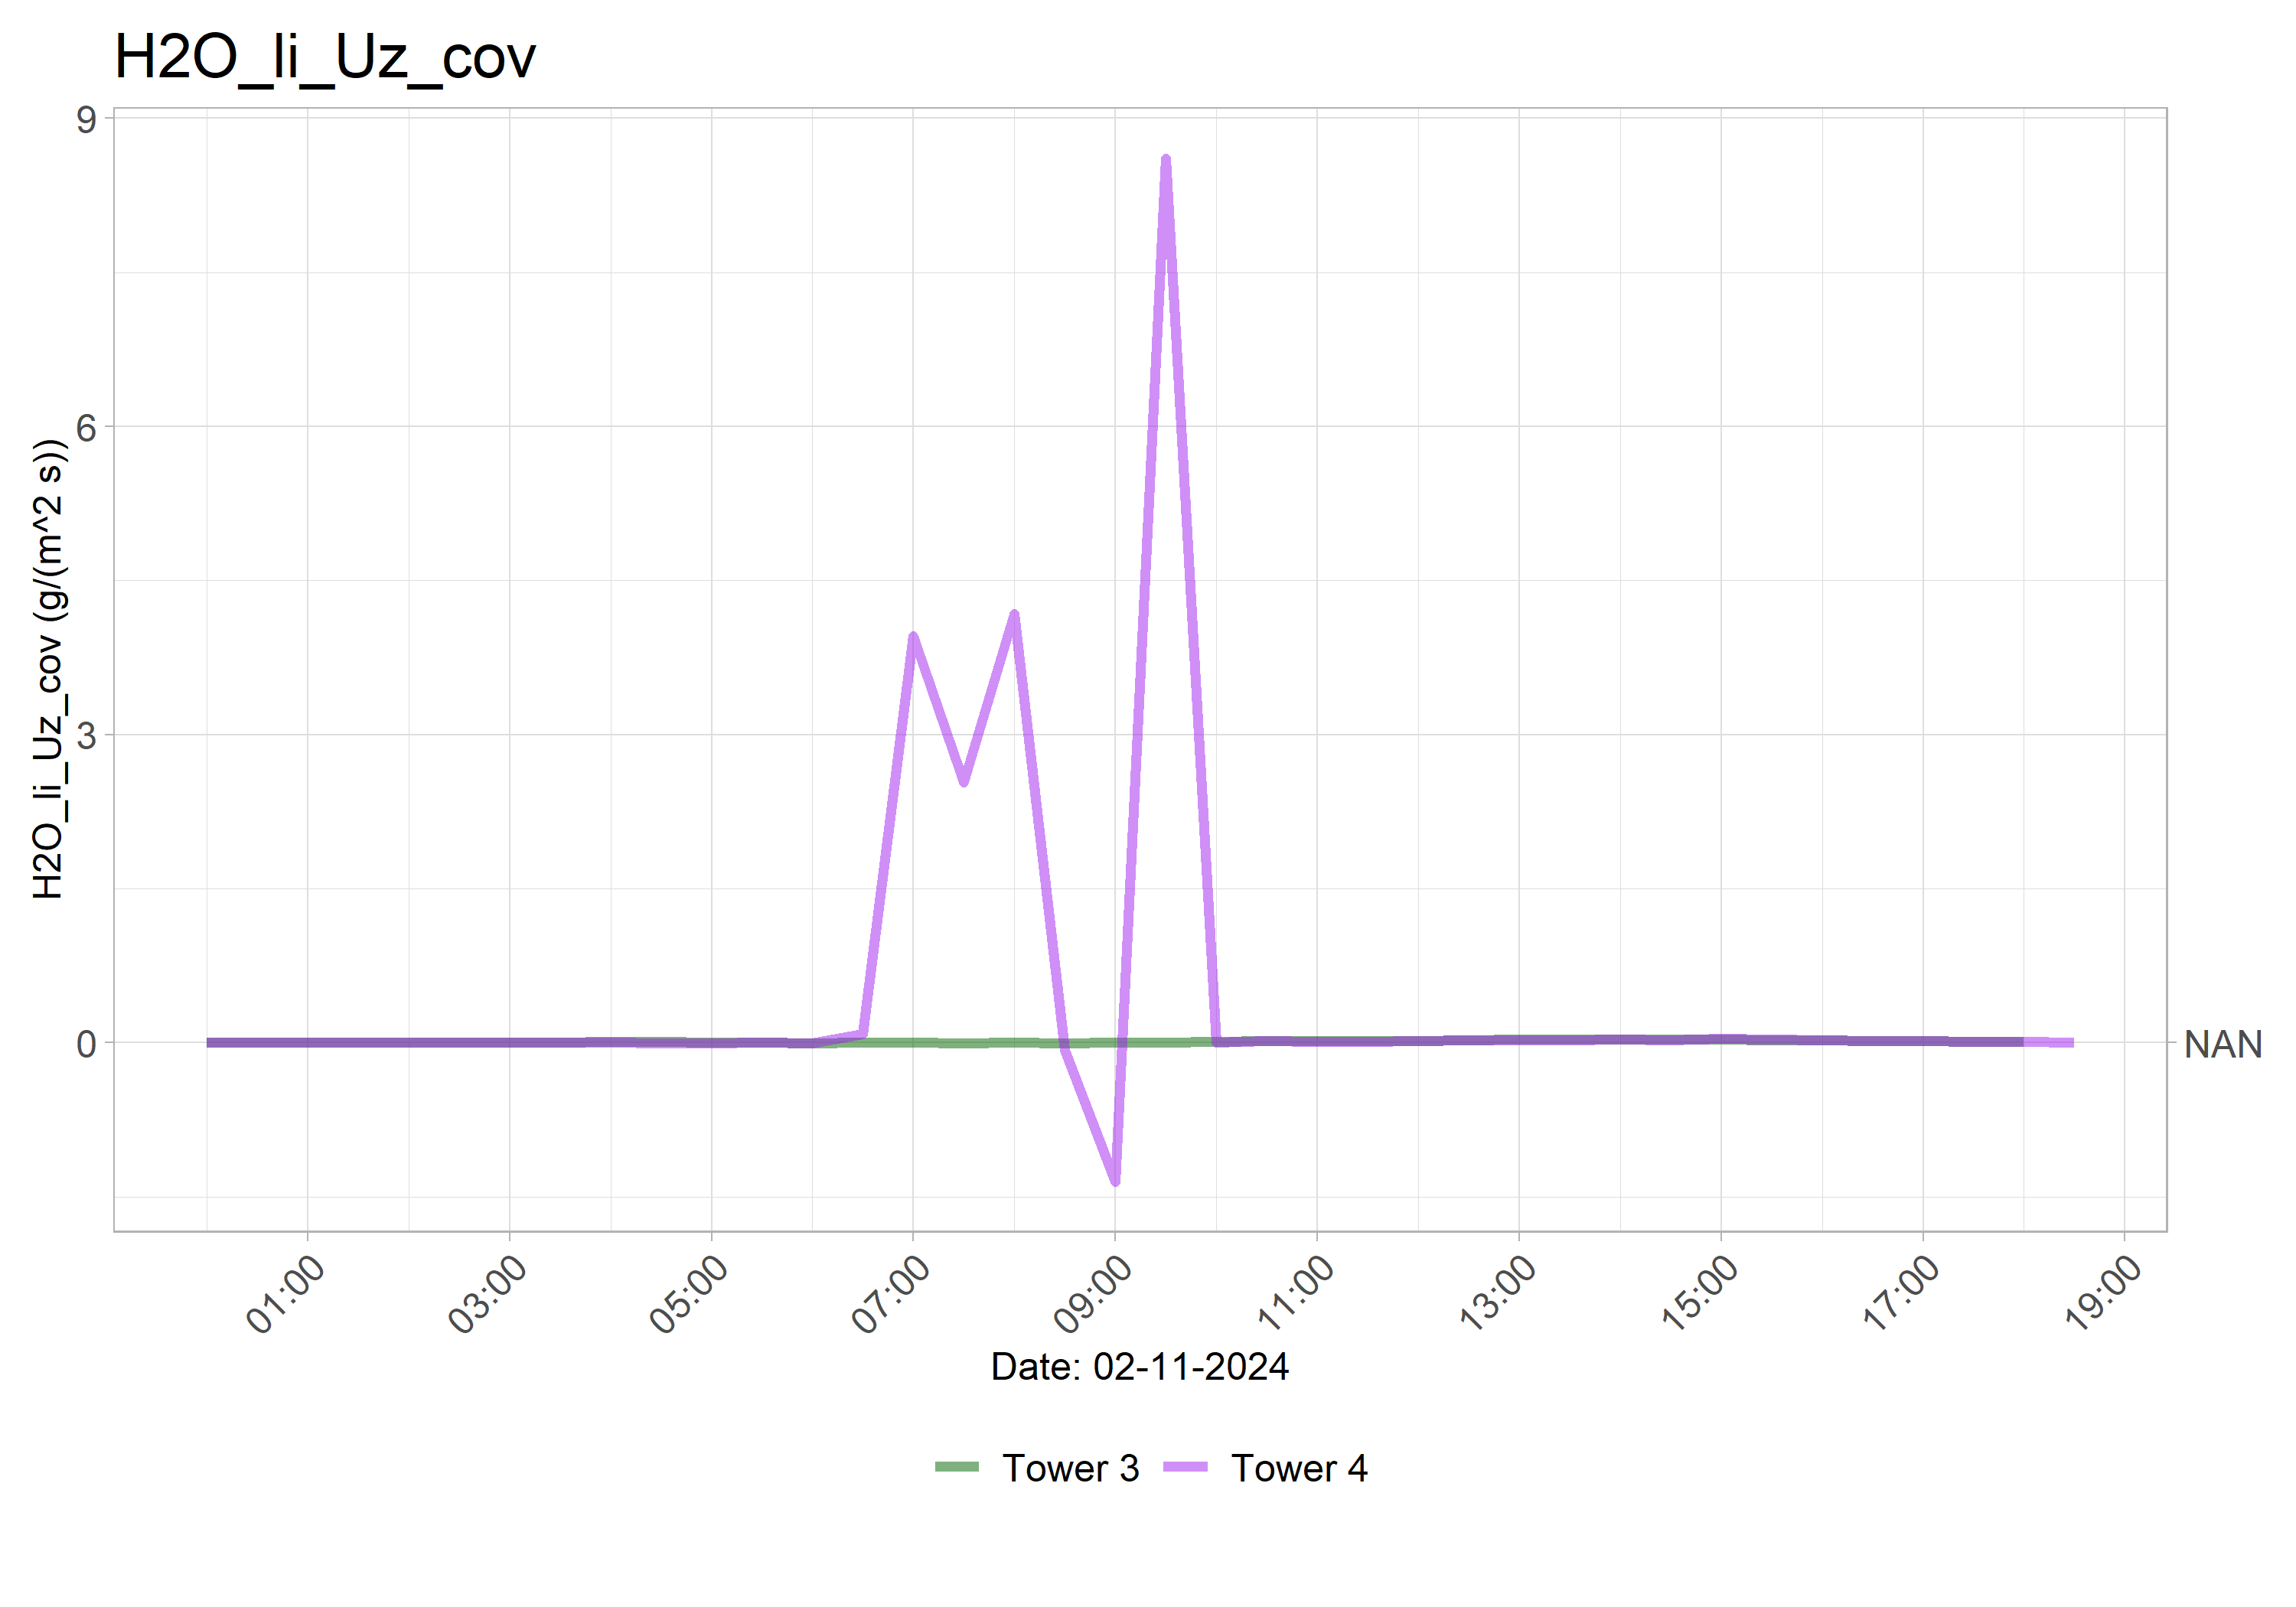 H2O_li_Uz_cov
H2O_li_Uz_cov (g/(m^2 s))
9
6
3
0
NAN
01:00 03:00 05:00 07:00 09:00 11:00 13:00 15:00 17:00 19:00
Date: 02-11-2024
Tower 3 Tower 4